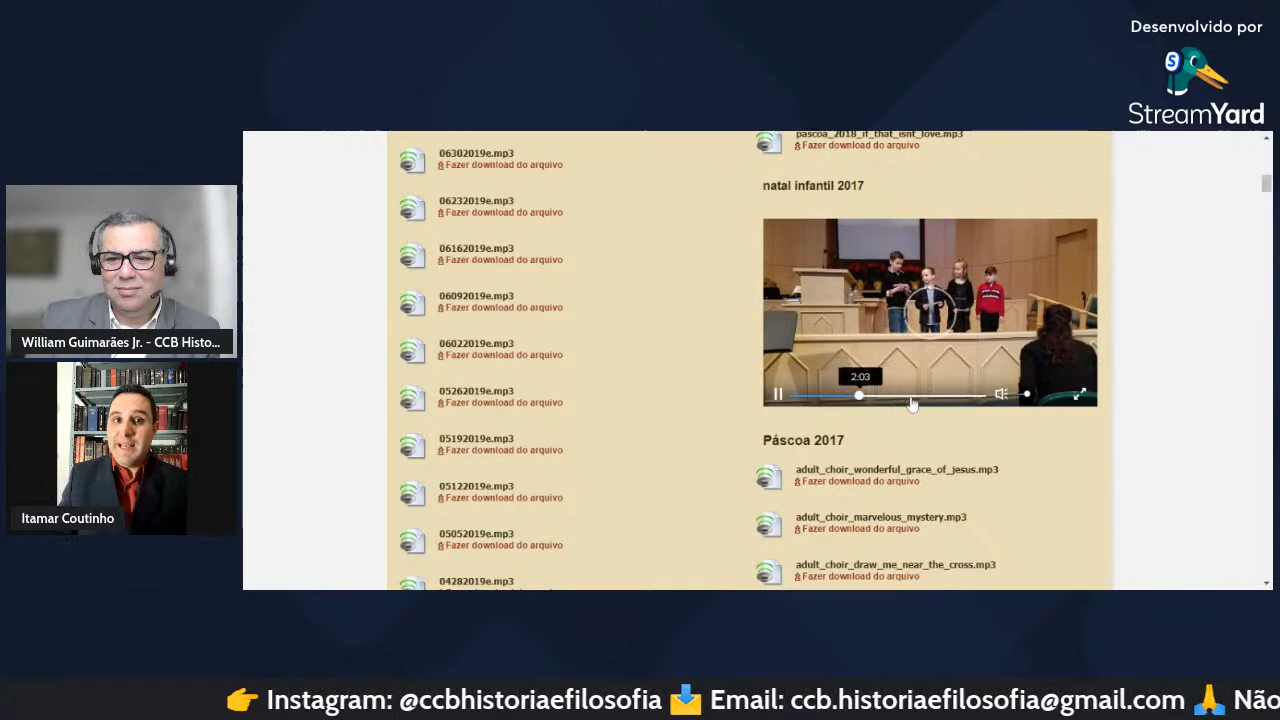 Desenvolvido por
StreamYard
William Guimarães Jr. - CCB Histo...
Itamar Coutinho
06302019e.mp3
Fazer download do arquivo
06232019e.mp3
Fazer download do arquivo
06162019e.mp3
Fazer download do arquivo
06092019e.mp3
Fazer download do arquivo
06022019e.mp3
Fazer download do arquivo
05262019e.mp3
Fazer download do arquivo
05192019e.mp3
Fazer download do arquivo
05122019e.mp3
Fazer download do arquivo
05052019e.mp3
Fazer download do arquivo
04282019e.mp3
pascoa_2018_if_that_isnt_love.mp3
Fazer download do arquivo
natal infantil 2017
2:03
Páscoa 2017
adult_choir_wonderful_grace_of_jesus.mp3
Fazer download do arquivo
adult_choir_marvelous_mystery.mp3
Fazer download do arquivo
adult_choir_draw_me_near_the_cross.mp3
Fazer download do arquivo
👉 Instagram: @ccbhistoriaefilosofia 📩 Email: ccb.historiaefilosofia@gmail.com 🙏 Não